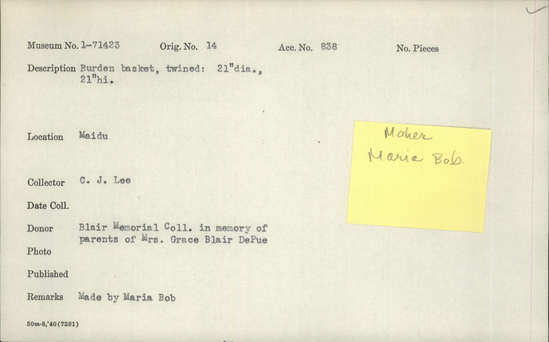 Museum No. 1-71423 Orig. No. 14 Acc. No. 838 No. Pieces
Description Burden basket, twined: 21"dia.,
21"hi.
Location Maidu
Collector C. J. Lee
Date Coll.
Donor Blair Memorial Coll. in memory of
parents of Mrs. Grace Blair DePue
Photo
Published
Remarks Made by Maria Bob
50m-8,'40(7281)
Maker
Maria Bob